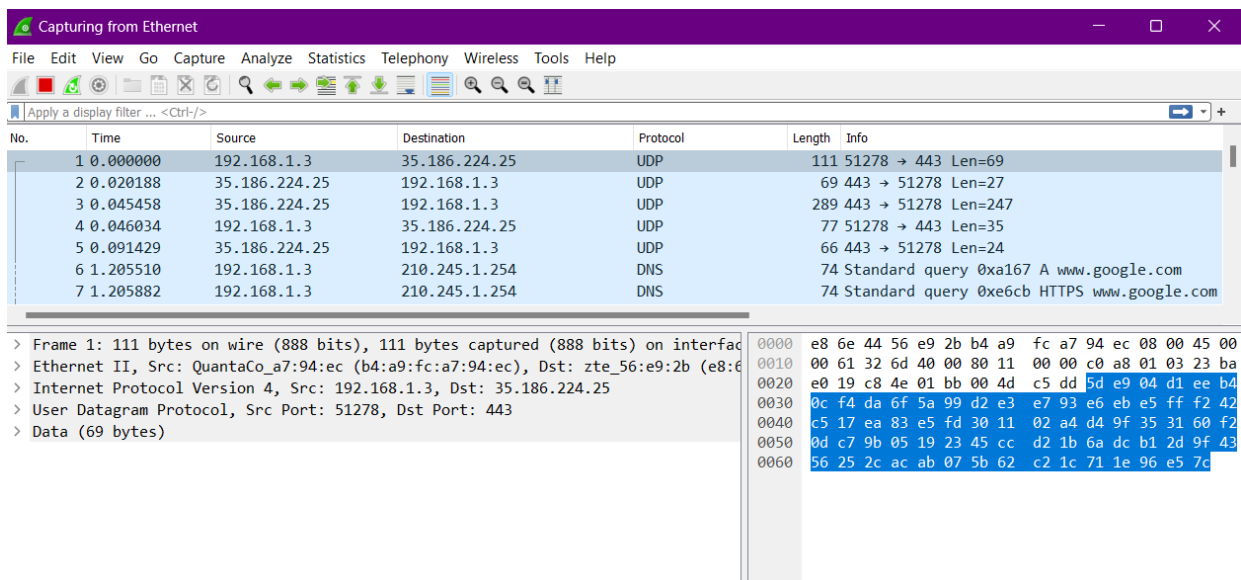 Capturing from Ethernet
File Edit View Go Capture Analyze Statistics Telephony Wireless Tools Help
Apply a display filter ... <Ctrl-/>
No. Time Source Destination Protocol Length Info
1 0.000000 192.168.1.3 35.186.224.25 UDP 111 51278 → 443 Len=69
2 0.020188 35.186.224.25 192.168.1.3 UDP 69 443 → 51278 Len=27
3 0.045458 35.186.224.25 192.168.1.3 UDP 289 443 → 51278 Len=247
4 0.046034 192.168.1.3 35.186.224.25 UDP 77 51278 → 443 Len=35
5 0.091429 35.186.224.25 192.168.1.3 UDP 66 443 → 51278 Len=24
6 1.205510 192.168.1.3 210.245.1.254 DNS 74 Standard query 0xa167 A www.google.com
7 1.205882 192.168.1.3 210.245.1.254 DNS 74 Standard query 0xe6cb HTTPS www.google.com
> Frame 1: 111 bytes on wire (888 bits), 111 bytes captured (888 bits) on interfac
> Ethernet II, Src: QuantaCo_a7:94:ec (b4:a9:fc:a7:94:ec), Dst: zte_56:e9:2b (e8:6
> Internet Protocol Version 4, Src: 192.168.1.3, Dst: 35.186.224.25
> User Datagram Protocol, Src Port: 51278, Dst Port: 443
> Data (69 bytes)
0000 e8 6e 44 56 e9 2b b4 a9 fc a7 94 ec 08 00 45 00
0010 00 61 32 6d 40 00 80 11 00 00 c0 a8 01 03 23 ba
0020 e0 19 c8 4e 01 bb 00 4d c5 dd 5d e9 04 d1 ee b4
0030 0c f4 da 6f 5a 99 d2 e3 e7 93 e6 eb e5 ff f2 42
0040 c5 17 ea 83 e5 fd 30 11 02 a4 d4 9f 35 31 60 f2
0050 0d c7 9b 05 19 23 45 cc d2 1b 6a dc b1 2d 9f 43
0060 56 25 2c ac ab 07 5b 62 c2 1c 71 1e 96 e5 7c